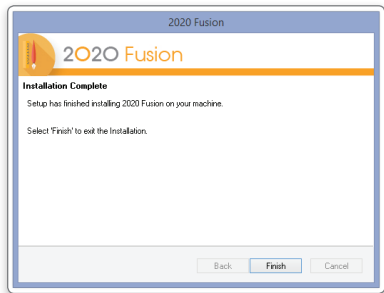 2020 Fusion
2020 Fusion
Installation Complete
Setup has finished installing 2020 Fusion on your machine.
Select 'Finish' to exit the Installation.
Back Finish Cancel